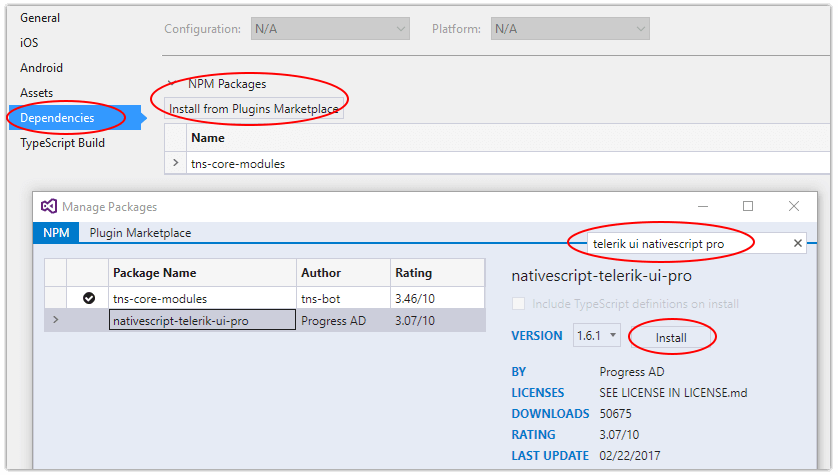 General
iOS
Android
Assets
Dependencies
TypeScript Build
Configuration: N/A Platform: N/A
NPM Packages
Install from Plugins Marketplace
Name
tns-core-modules
Manage Packages
NPM Plugin Marketplace
telerik ui nativescript pro
Package Name Author Rating
tns-core-modules tns-bot 3.46/10
nativescript-telerik-ui-pro Progress AD 3.07/10
nativescript-telerik-ui-pro
Include TypeScript definitions on install
VERSION 1.6.1 Install
BY Progress AD
LICENSES SEE LICENSE IN LICENSE.md
DOWNLOADS 50675
RATING 3.07/10
LAST UPDATE 02/22/2017